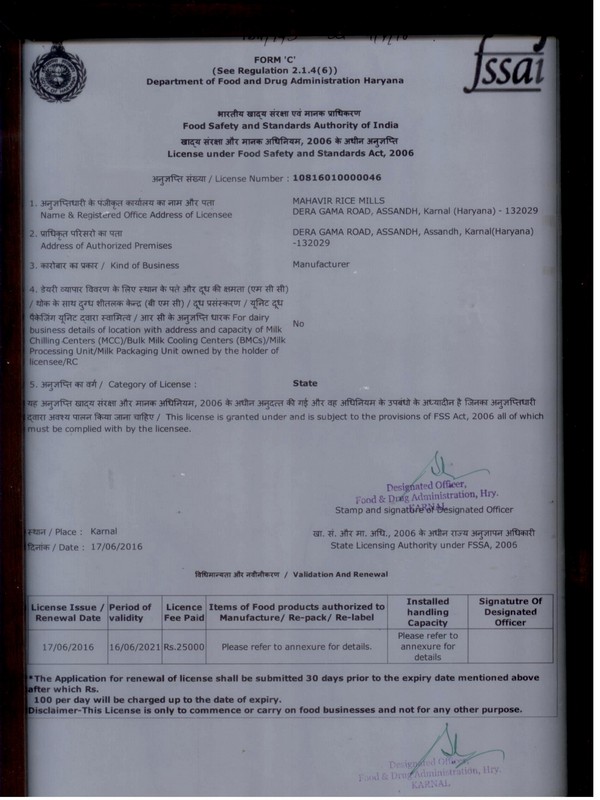 fssai
FORM 'C'
(See Regulation 2.1.4(6))
Department of Food and Drug Administration Haryana
भारतीय खाद्य संरक्षा एवं मानक प्राधिकरण
Food Safety and Standards Authority of India
खाद्य संरक्षा और मानक अधिनियम, 2006 के अधीन अनुज्ञप्ति
License under Food Safety and Standards Act, 2006
अनुज्ञप्ति संख्या / License Number : 10816010000046
1. अनुज्ञप्तिधारी के पंजीकृत कार्यालय का नाम और पता
Name & Registered Office Address of Licensee
MAHAVIR RICE MILLS
DERA GAMA ROAD, ASSANDH, Karnal (Haryana) - 132029
2. प्राधिकृत परिसरो का पता
Address of Authorized Premises
DERA GAMA ROAD, ASSANDH, Assandh, Karnal(Haryana)
-132029
3. कारोबार का प्रकार / Kind of Business
Manufacturer
4. डेयरी व्यापार विवरण के लिए स्थान के पते और दूध की क्षमता (एम सी सी)
/ थोक के साथ दुग्ध शीतलक केन्द्र (बी एम सी) / दूध प्रसंस्करण / यूनिट दूध
पैकेजिंग यूनिट द्वारा स्वामित्व / आर सी के अनुज्ञप्ति धारक For dairy
business details of location with address and capacity of Milk
Chilling Centers (MCC)/Bulk Milk Cooling Centers (BMCs)/Milk
Processing Unit/Milk Packaging Unit owned by the holder of
licensee/RC
No
5. अनुज्ञप्ति का वर्ग / Category of License :
State
यह अनुज्ञप्ति खाद्य संरक्षा और मानक अधिनियम, 2006 के अधीन अनुदत्त की गई और वह अधिनियम के उपबंधो के अध्यादीन है जिनका अनुज्ञप्तिधारी
द्वारा अवश्य पालन किया जाना चाहिए / This license is granted under and is subject to the provisions of FSS Act, 2006 all of which
must be complied with by the licensee.
Designated Officer,
Food & Drug Administration, Hry.
KARNAL
Stamp and signature of Designated Officer
स्थान / Place : Karnal
दिनांक / Date : 17/06/2016
खा. सं. और मा. अधि., 2006 के अधीन राज्य अनुज्ञापन अधिकारी
State Licensing Authority under FSSA, 2006
विधिमान्यता और नवीनीकरण / Validation And Renewal
License Issue / Renewal Date
Period of validity
Licence Fee Paid
Items of Food products authorized to Manufacture/ Re-pack/ Re-label
Installed handling Capacity
Signatutre Of Designated Officer
17/06/2016
16/06/2021
Rs.25000
Please refer to annexure for details.
Please refer to annexure for details
*The Application for renewal of license shall be submitted 30 days prior to the expiry date mentioned above
after which Rs.
100 per day will be charged up to the date of expiry.
Disclaimer-This License is only to commence or carry on food businesses and not for any other purpose.
Designated Officer,
Food & Drug Administration, Hry.
KARNAL